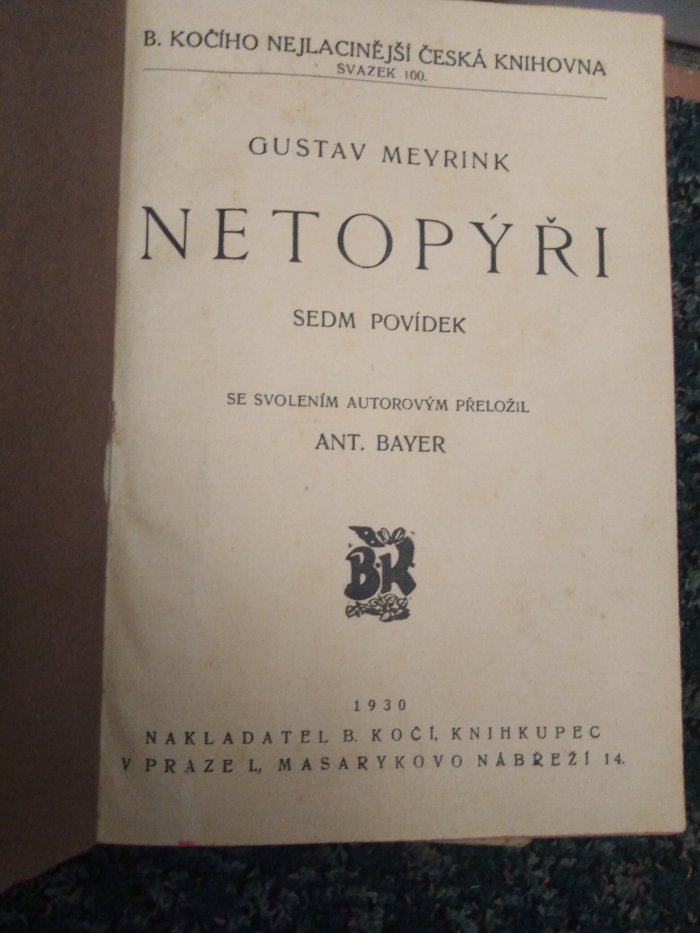 B. KOČÍHO NEJLACINĚJŠÍ ČESKÁ KNIHOVNA
SVAZEK 100.
GUSTAV MEYRINK
NETOPÝŘI
SEDM POVÍDEK
SE SVOLENÍM AUTOROVÝM PŘELOŽIL
ANT. BAYER
B.K.
1930
NAKLADATEL B. KOČÍ, KNIHKUPEC
V PRAZE I., MASARYKOVO NÁBŘEŽÍ 14.